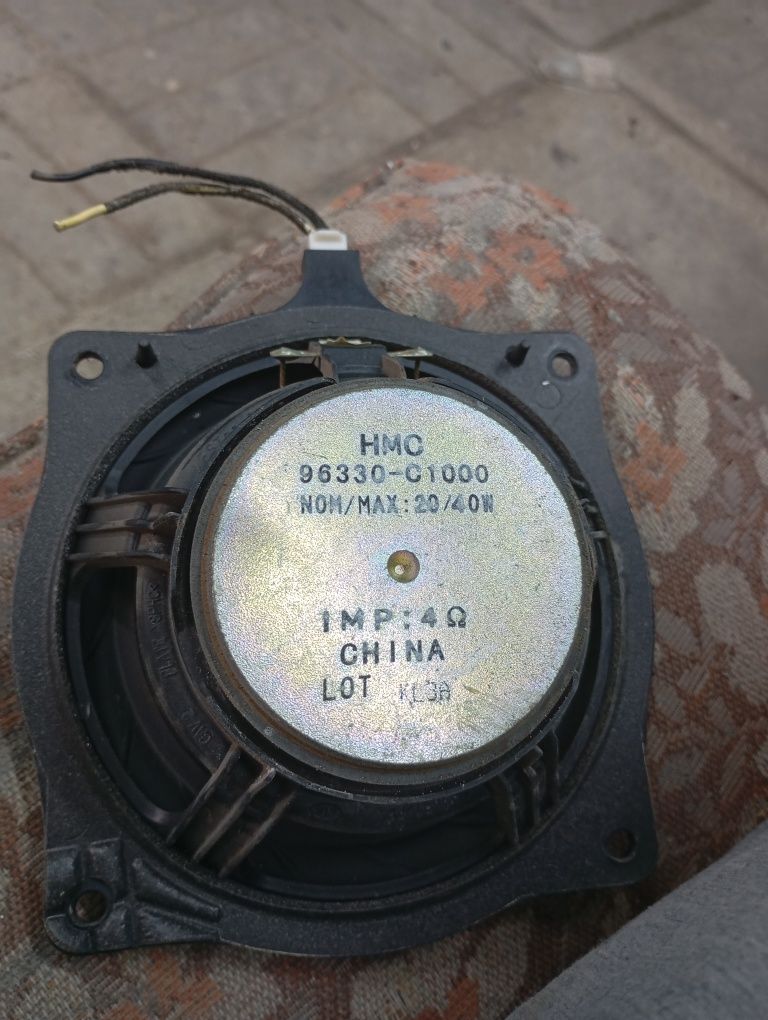 HMC
96330-C1000
NOM/MAX:20/40W
IMP:4Ω
CHINA
LOT KL3A